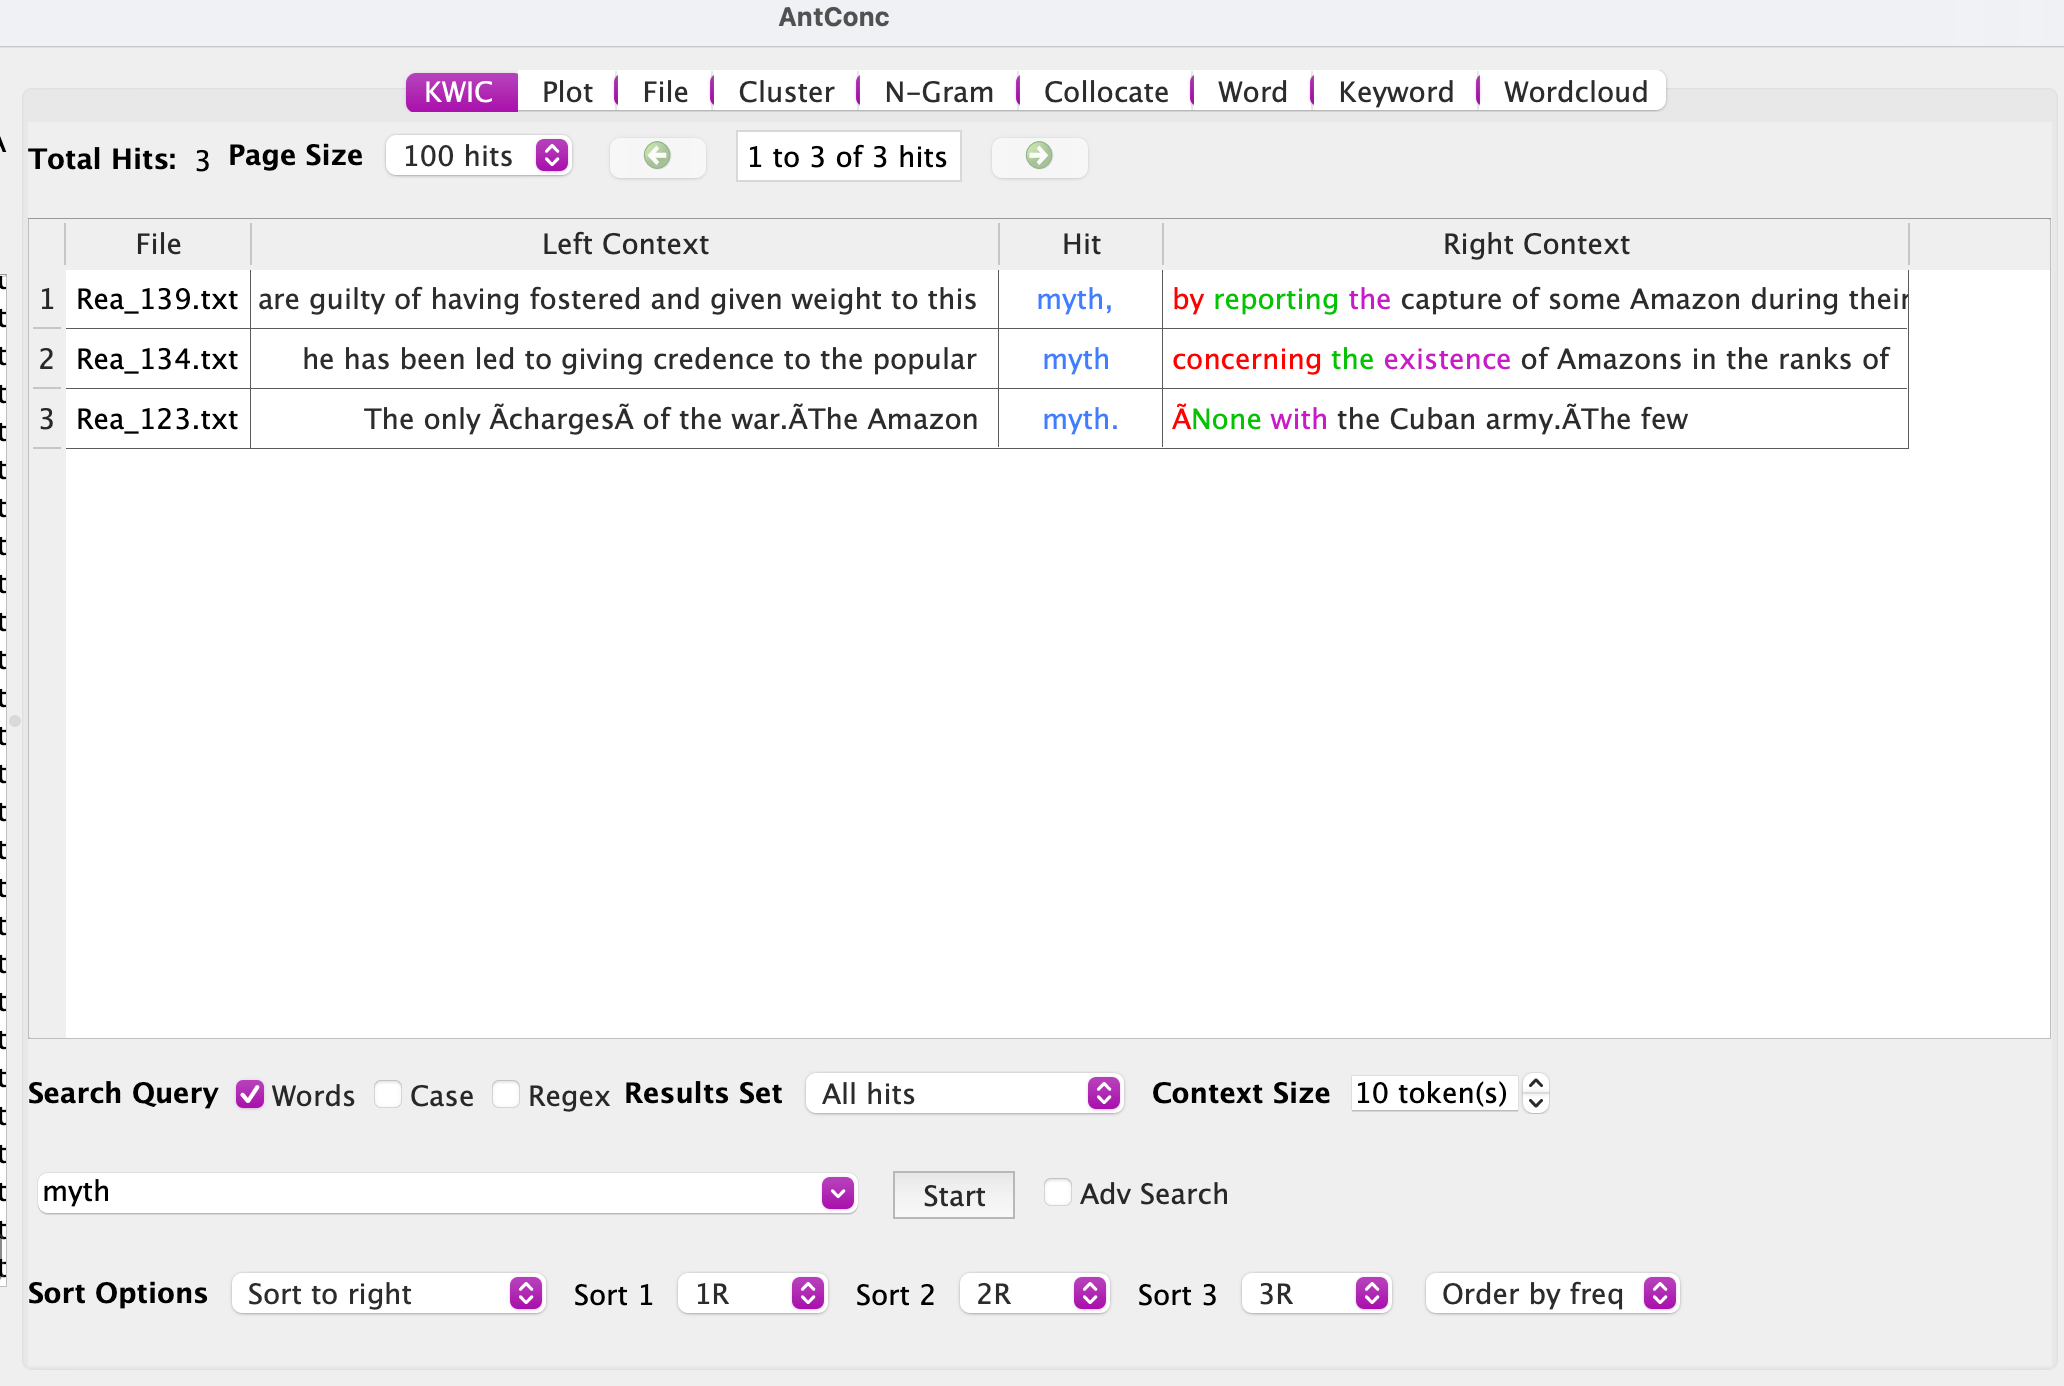 AntConc
KWIC Plot File Cluster N-Gram Collocate Word Keyword Wordcloud
Total Hits: 3 Page Size 100 hits 1 to 3 of 3 hits
File Left Context Hit Right Context
1 Rea_139.txt are guilty of having fostered and given weight to this myth, by reporting the capture of some Amazon during their
2 Rea_134.txt he has been led to giving credence to the popular myth concerning the existence of Amazons in the ranks of
3 Rea_123.txt The only ÃchargesÃ of the war.ÃThe Amazon myth. ÃNone with the Cuban army.ÃThe few
Search Query Words Case Regex Results Set All hits Context Size 10 token(s)
myth Start Adv Search
Sort Options Sort to right Sort 1 1R Sort 2 2R Sort 3 3R Order by freq